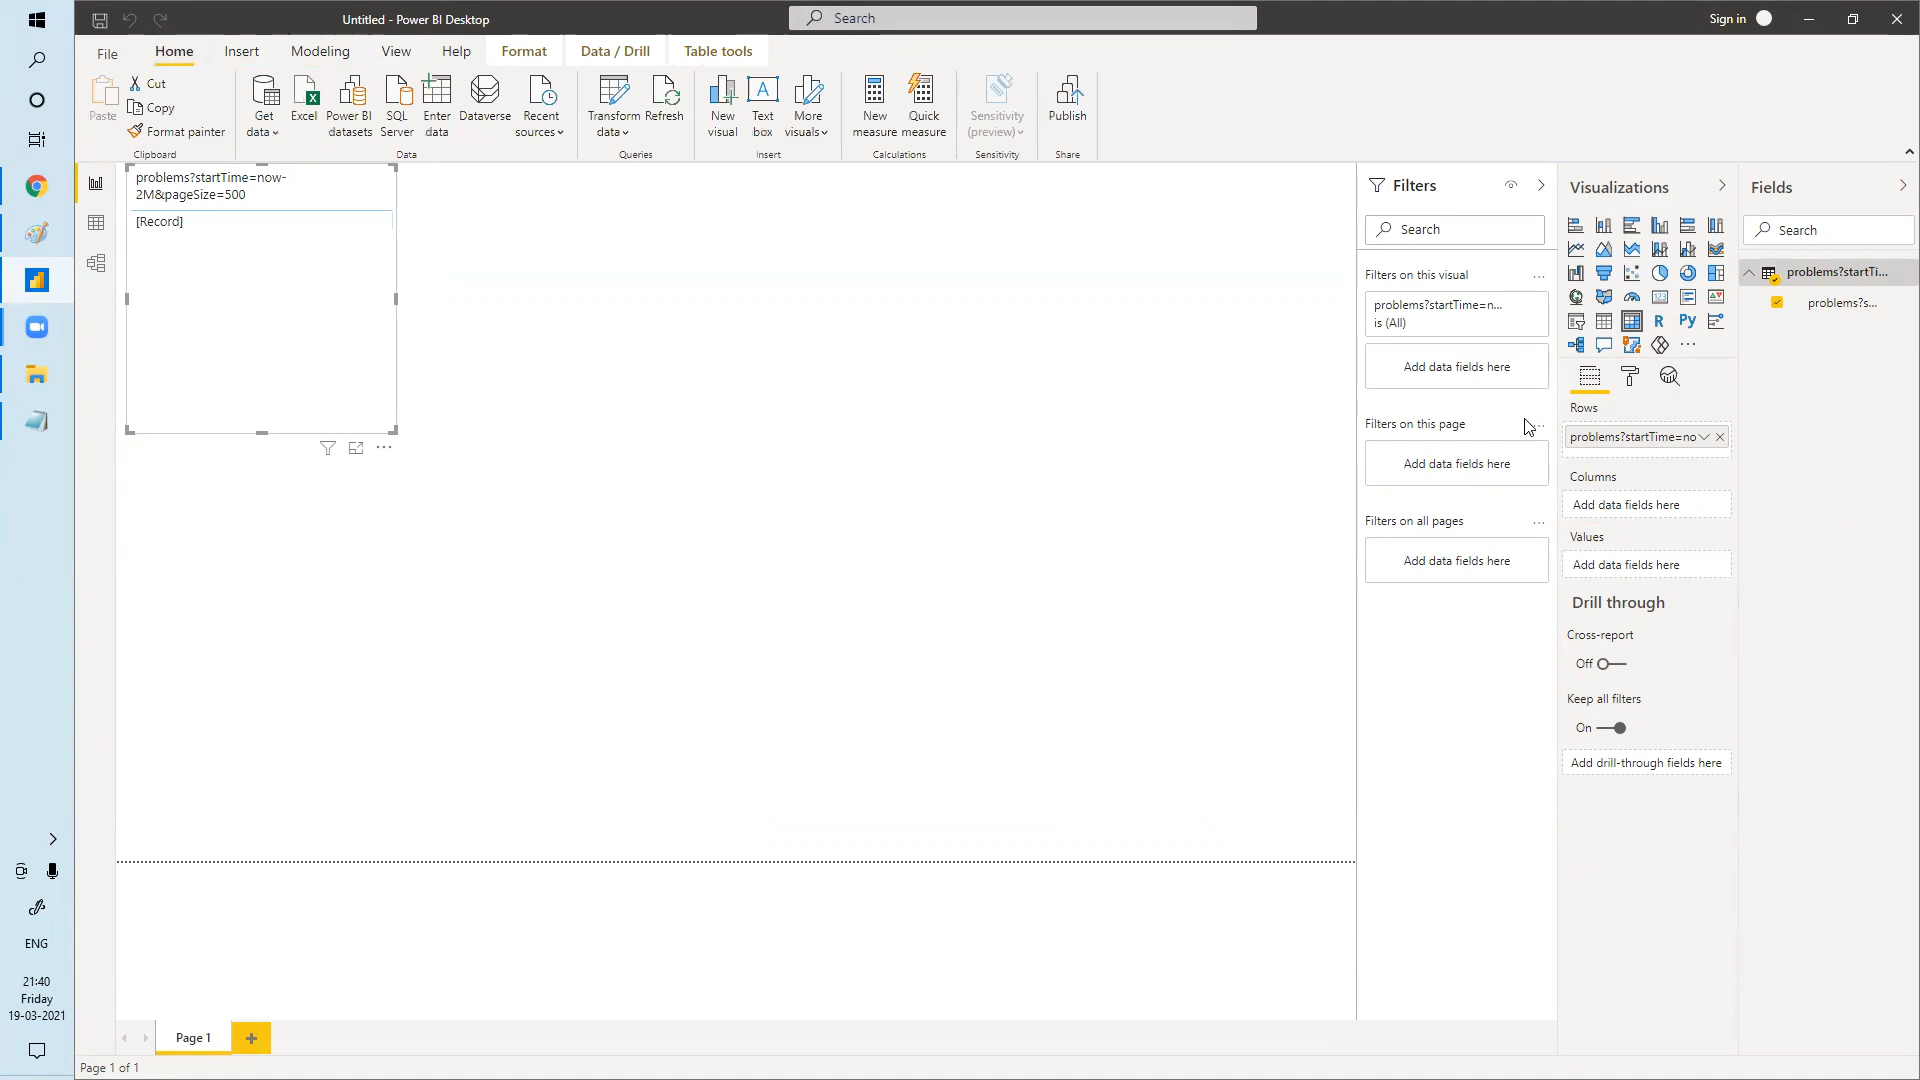 Untitled - Power BI Desktop
Search
Sign in
File
Home
Insert
Modeling
View
Help
Format
Data / Drill
Table tools
Paste
Cut
Copy
Format painter
Clipboard
Get
data
Excel
Power BI
datasets
SQL
Server
Enter
data
Dataverse
Recent
sources
Data
Transform
data
Refresh
Queries
New
visual
Text
box
More
visuals
Insert
New
measure
Quick
measure
Calculations
Sensitivity
(preview)
Sensitivity
Publish
Share
problems?startTime=now-
2M&pageSize=500
[Record]
Filters
Search
Filters on this visual
...
problems?startTime=n...
is (All)
Add data fields here
Filters on this page
Add data fields here
Filters on all pages
...
Add data fields here
Visualizations
R
Py
...
Rows
problems?startTime=no
Columns
Add data fields here
Values
Add data fields here
Drill through
Cross-report
Off
Keep all filters
On
Add drill-through fields here
Fields
Search
problems?startTi...
problems?s...
ENG
21:40
Friday
19-03-2021
Page 1
Page 1 of 1